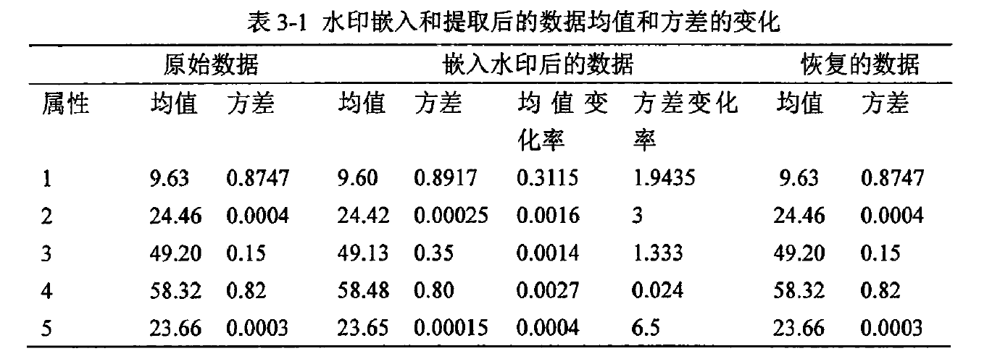 表 3-1 水印嵌入和提取后的数据均值和方差的变化
原始数据 嵌入水印后的数据 恢复的数据
属性 均值 方差 均值 方差 均值变 方差变化 均值 方差
化率 率
1 9.63 0.8747 9.60 0.8917 0.3115 1.9435 9.63 0.8747
2 24.46 0.0004 24.42 0.00025 0.0016 3 24.46 0.0004
3 49.20 0.15 49.13 0.35 0.0014 1.333 49.20 0.15
4 58.32 0.82 58.48 0.80 0.0027 0.024 58.32 0.82
5 23.66 0.0003 23.65 0.00015 0.0004 6.5 23.66 0.0003